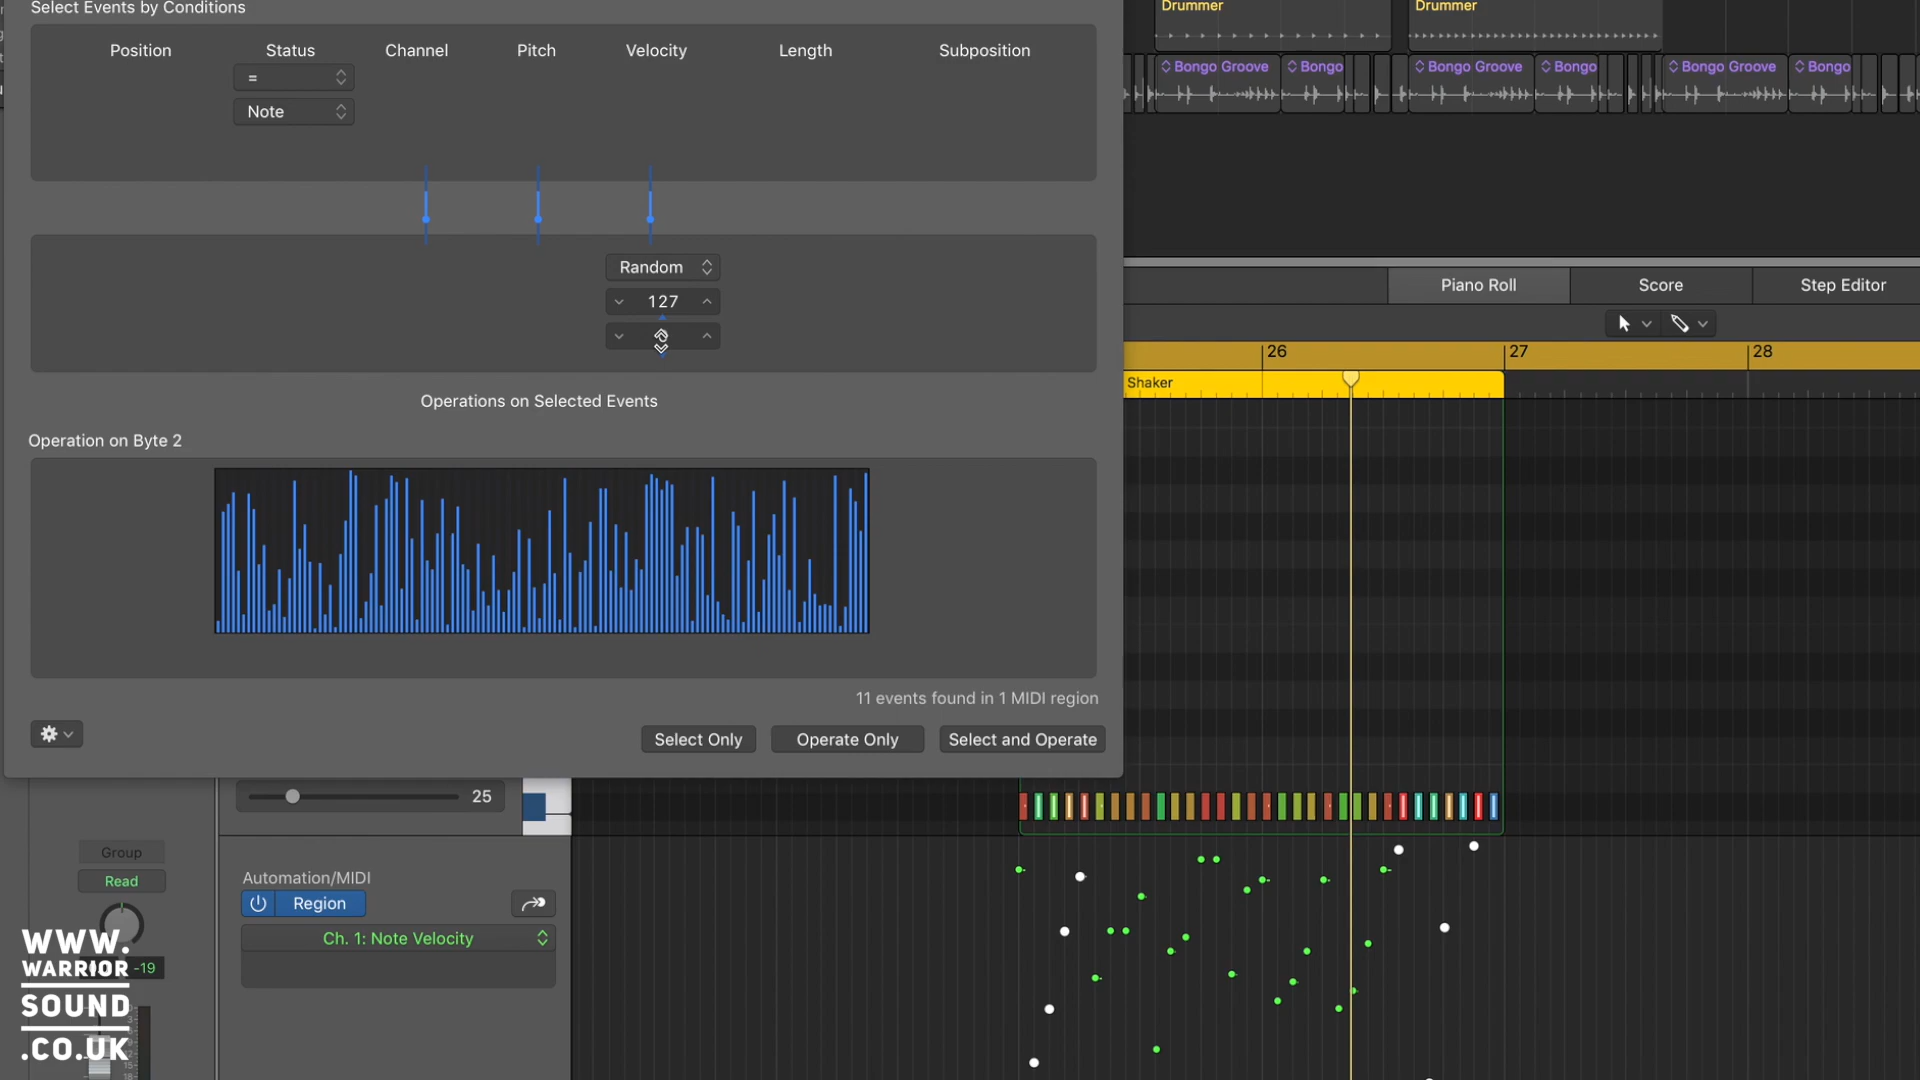 Select Events by Conditions
Position Status Channel Pitch Velocity Length Subposition
=
Note
Random
127
Operations on Selected Events
Operation on Byte 2
11 events found in 1 MIDI region
Select Only Operate Only Select and Operate
Drummer Drummer
Bongo Groove Bongo Bongo Groove Bongo Bongo Groove Bongo
Piano Roll Score Step Editor
26 27 28
Shaker
25
Group
Read
Automation/MIDI
Region
Ch. 1: Note Velocity
-19
WWW.
WARRIOR
SOUND
.CO.UK